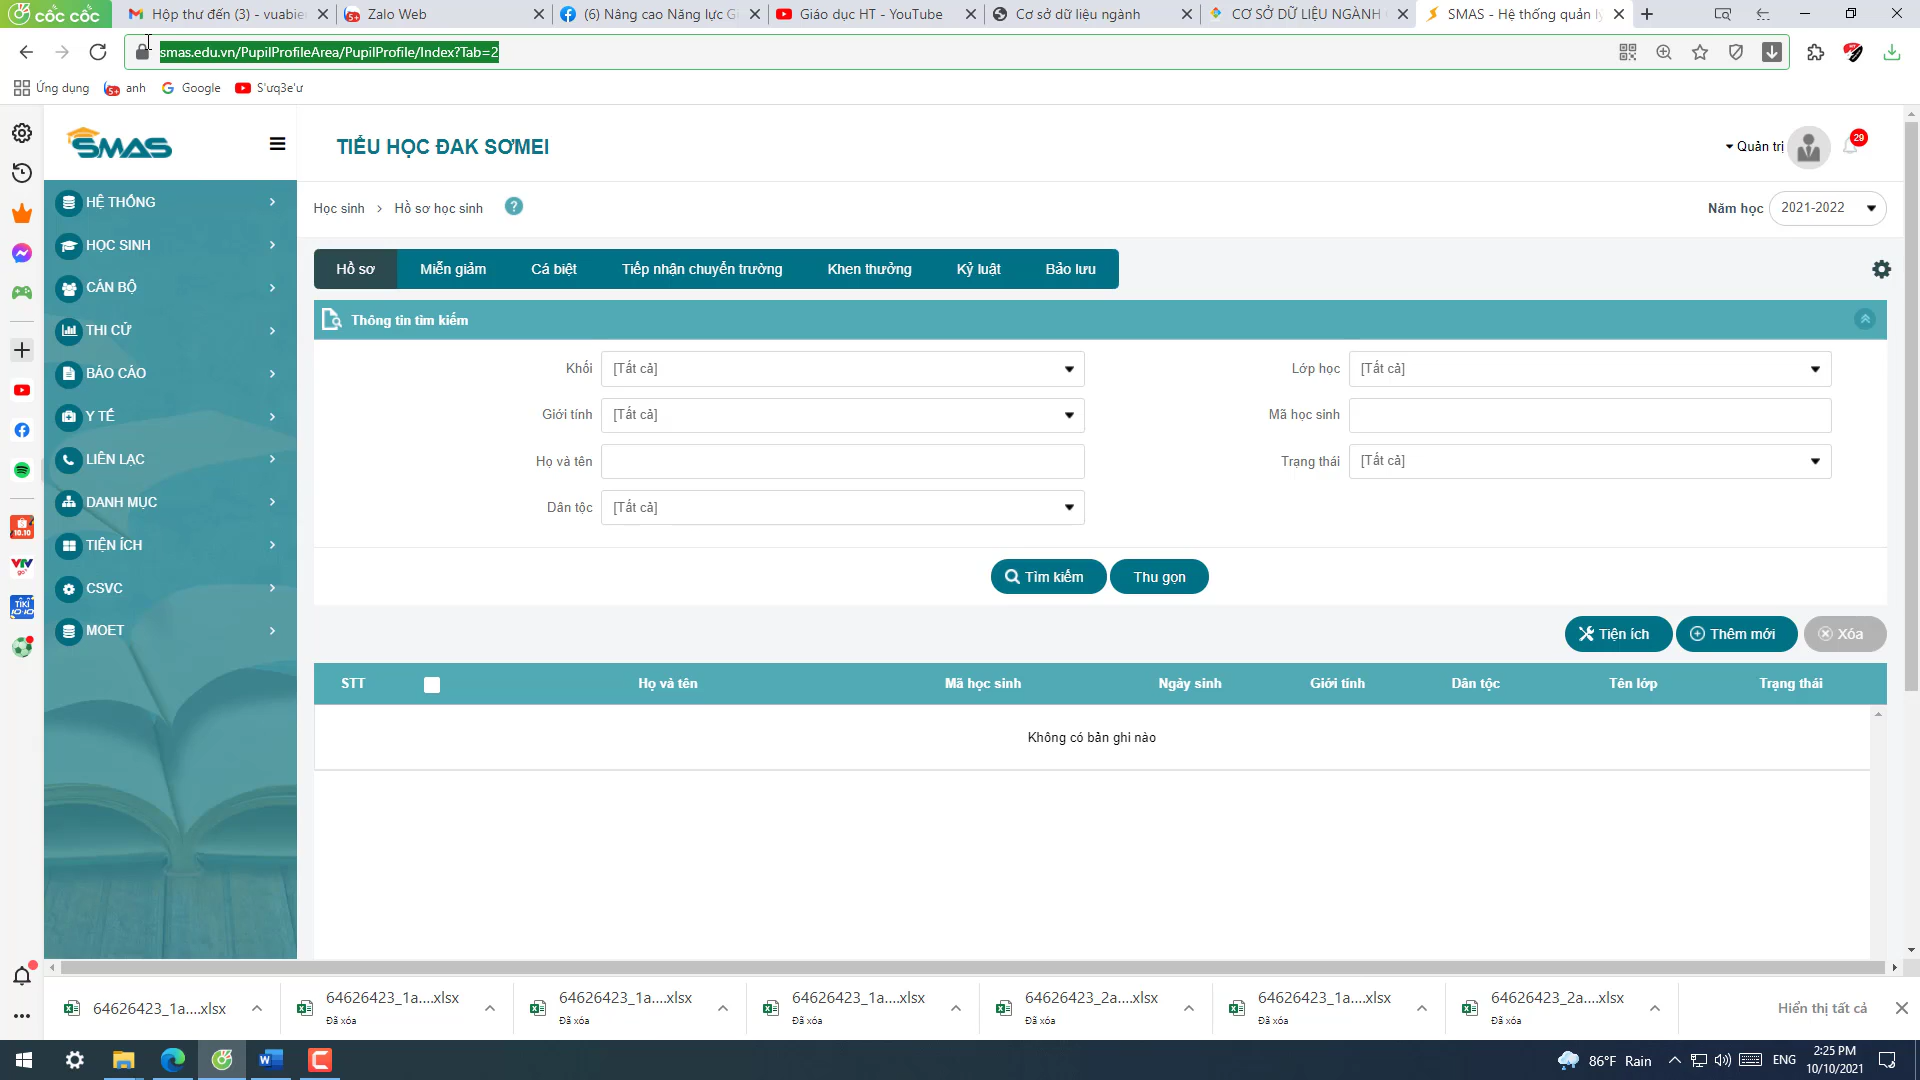 cốc cốc
Hộp thư đến (3) - vuabie
Zalo Web
(6) Nâng cao Năng lực G
Giáo dục HT - YouTube
Cơ sở dữ liệu ngành
CƠ SỞ DỮ LIỆU NGÀNH
SMAS - Hệ thống quản lý
smas.edu.vn/PupilProfileArea/PupilProfile/Index?Tab=2
Ứng dụng
anh
Google
S'ưq3e'ư
SMAS
TIỂU HỌC ĐAK SƠMEI
Quản trị
29
HỆ THỐNG
HỌC SINH
CÁN BỘ
THI CỬ
BÁO CÁO
Y TẾ
LIÊN LẠC
DANH MỤC
TIỆN ÍCH
CSVC
MOET
Học sinh > Hồ sơ học sinh
Năm học
2021-2022
Hồ sơ
Miễn giảm
Cá biệt
Tiếp nhận chuyển trường
Khen thưởng
Kỷ luật
Bảo lưu
Thông tin tìm kiếm
Khối
[Tất cả]
Lớp học
[Tất cả]
Giới tính
[Tất cả]
Mã học sinh
Họ và tên
Trạng thái
[Tất cả]
Dân tộc
[Tất cả]
Tìm kiếm
Thu gọn
Tiện ích
Thêm mới
Xóa
STT
Họ và tên
Mã học sinh
Ngày sinh
Giới tính
Dân tộc
Tên lớp
Trạng thái
Không có bản ghi nào
10.10
VTV
go
TIKI
10·10
64626423_1a....xlsx
64626423_1a....xlsx
Đã xóa
64626423_1a....xlsx
Đã xóa
64626423_1a....xlsx
Đã xóa
64626423_2a....xlsx
Đã xóa
64626423_1a....xlsx
Đã xóa
64626423_2a....xlsx
Đã xóa
Hiển thị tất cả
86°F Rain
ENG
2:25 PM
10/10/2021